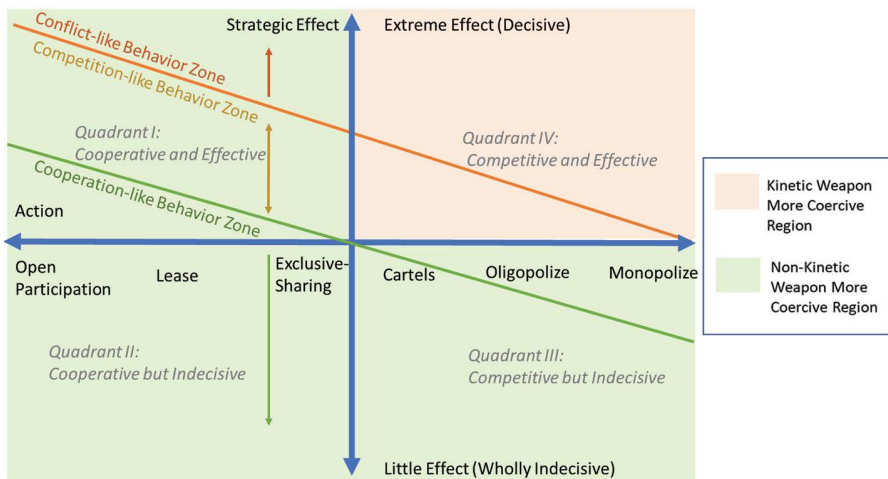 Strategic Effect
Extreme Effect (Decisive)
Conflict-like Behavior Zone
Competition-like Behavior Zone
Quadrant I:
Cooperative and Effective
Quadrant IV:
Competitive and Effective
Cooperation-like Behavior Zone
Action
Open
Participation
Lease
Exclusive-
Sharing
Cartels
Oligopolize
Monopolize
Quadrant II:
Cooperative but Indecisive
Quadrant III:
Competitive but Indecisive
Little Effect (Wholly Indecisive)
Kinetic Weapon
More Coercive
Region
Non-Kinetic
Weapon More
Coercive Region